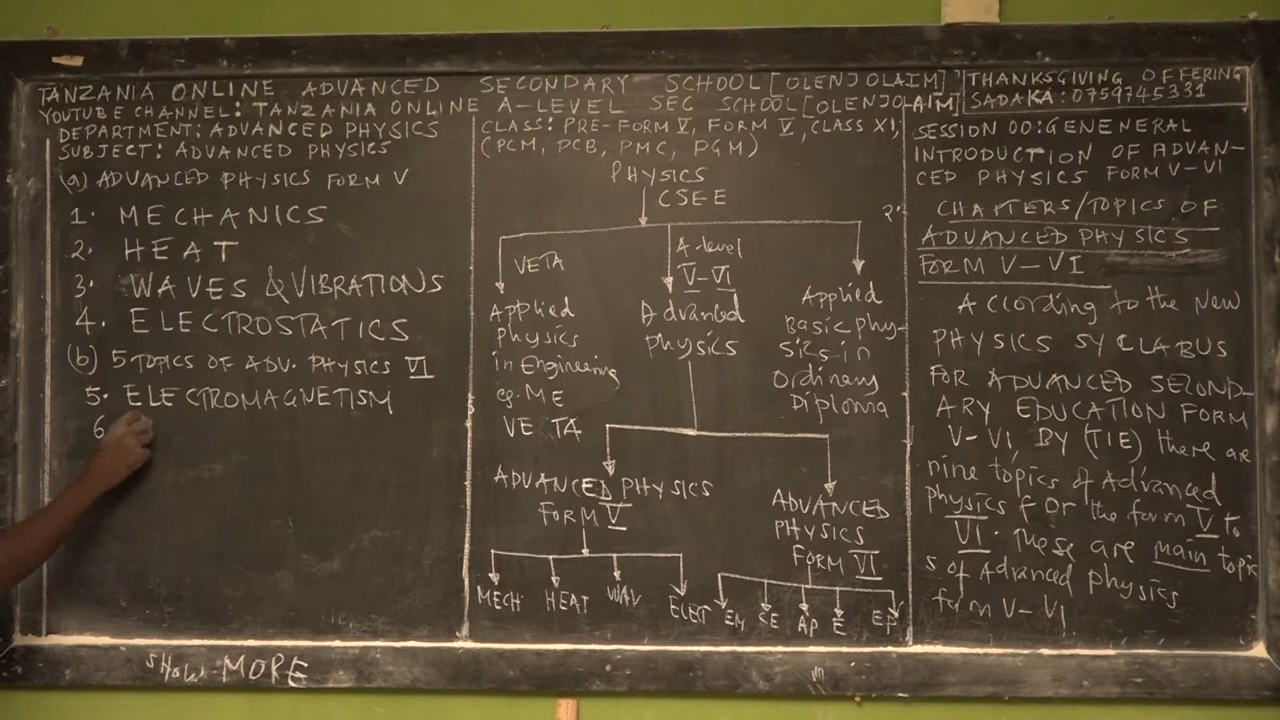 TANZANIA ONLINE ADVANCED SECONDARY SCHOOL [OLENJOLAIM]
YOUTUBE CHANNEL: TANZANIA ONLINE A-LEVEL SEC SCHOOL [OLENJOLAIM]
THANKSGIVING OFFERING
SADAKA: 0759745331
DEPARTMENT: ADVANCED PHYSICS
SUBJECT: ADVANCED PHYSICS
(a) ADVANCED PHYSICS FORM V
1. MECHANICS
2. HEAT
3. WAVES & VIBRATIONS
4. ELECTROSTATICS
(b) 5 TOPICS OF ADV. PHYSICS VI
5. ELECTROMAGNETISM
6
CLASS: PRE-FORM V, FORM V, CLASS XI,
(PCM, PCB, PMC, PGM)
PHYSICS
CSEE
VETA
Applied
physics
in Engineering
eg. ME
VETA
A-level
V-VI
Advanced
physics
Applied
Basic phy-
sics in
Ordinary
Diploma
ADVANCED PHYSICS
FORM V
ADVANCED
PHYSICS
FORM VI
MECH HEAT WAV ELET
EM CE AP E EP
SESSION 00: GENENERAL
INTRODUCTION OF ADVAN-
CED PHYSICS FORM V-VI
CHAPTERS/TOPICS OF
ADVANCED PHYSICS
FORM V-VI
Acciording to the New
PHYSICS SYLLABUS
FOR ADVANCED SECOND-
ARY EDUCATION FORM
V-VI, BY (TIE) there are
nine topics of Advanced
physics for the form V to
VI. These are main topic
s of Advanced physics
form V-VI
Show MORE